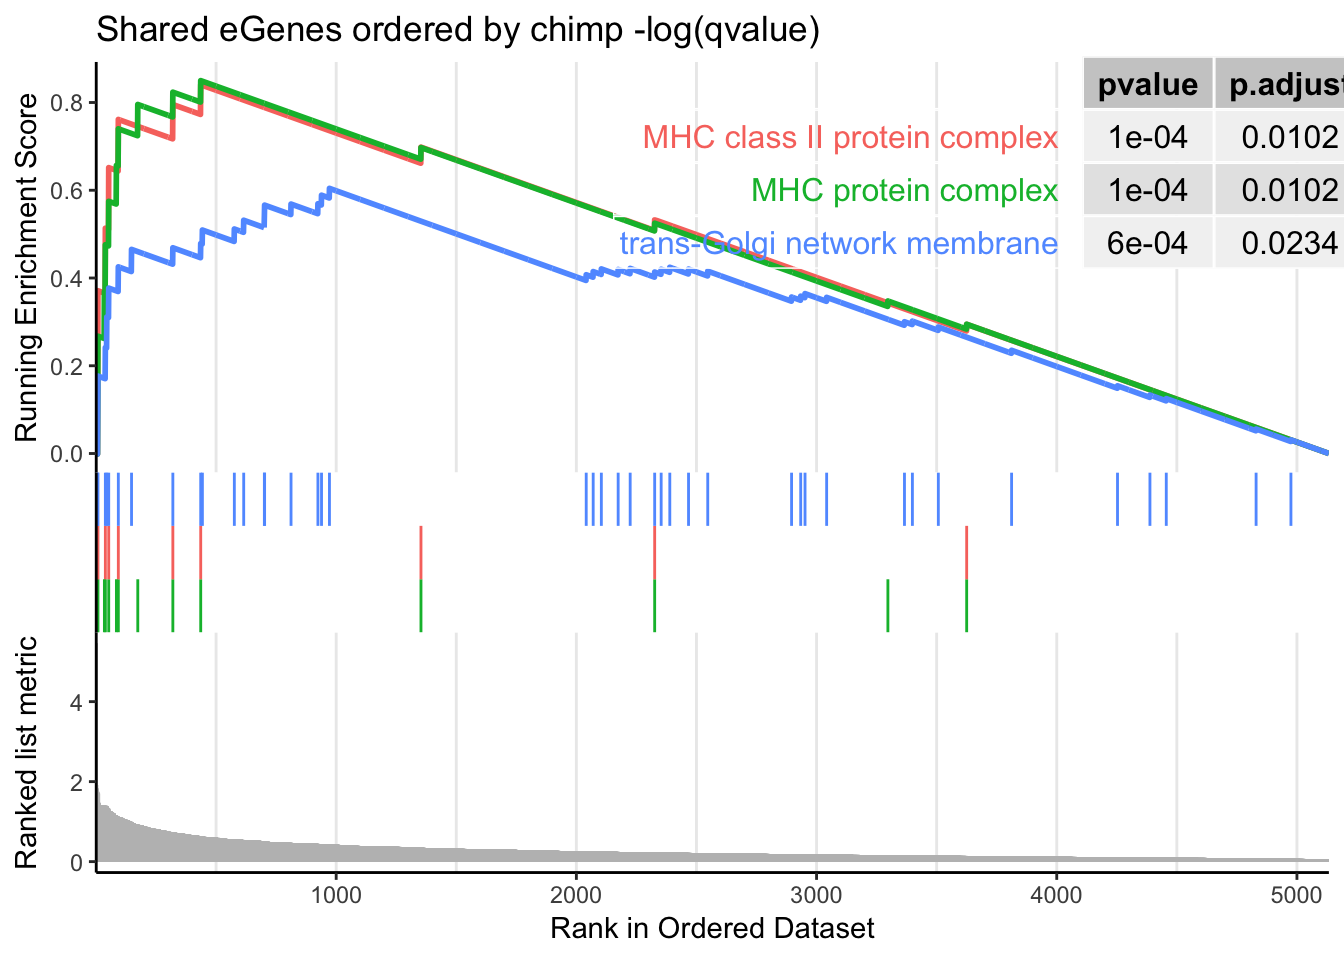 Shared eGenes ordered by chimp -log(qvalue)
Running Enrichment Score
0.8
0.6
0.4
0.2
0.0
pvalue p.adjust
MHC class II protein complex 1e-04 0.0102
MHC protein complex 1e-04 0.0102
trans-Golgi network membrane 6e-04 0.0234
Ranked list metric
4
2
0
1000 2000 3000 4000 5000
Rank in Ordered Dataset